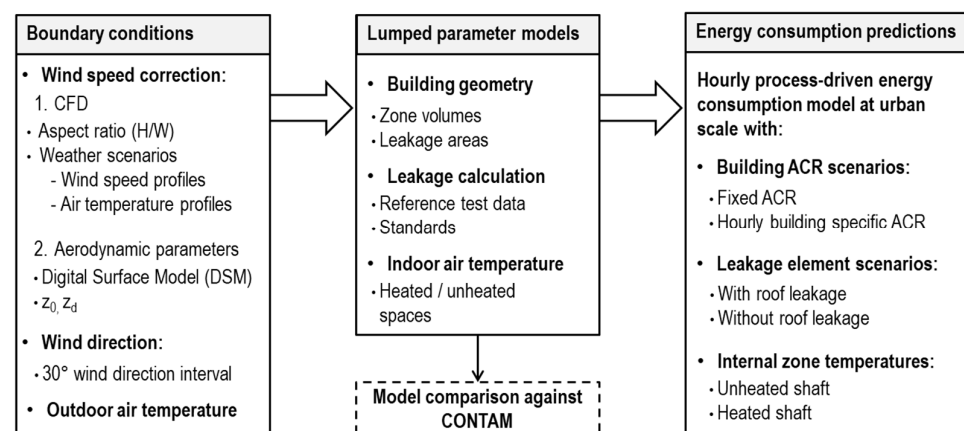 Boundary conditions
• Wind speed correction:
1. CFD
• Aspect ratio (H/W)
• Weather scenarios
- Wind speed profiles
- Air temperature profiles
2. Aerodynamic parameters
• Digital Surface Model (DSM)
• z0, zd
• Wind direction:
• 30° wind direction interval
• Outdoor air temperature
Lumped parameter models
• Building geometry
• Zone volumes
• Leakage areas
• Leakage calculation
• Reference test data
• Standards
• Indoor air temperature
• Heated / unheated
spaces
Model comparison against
CONTAM
Energy consumption predictions
Hourly process-driven energy
consumption model at urban
scale with:
• Building ACR scenarios:
• Fixed ACR
• Hourly building specific ACR
• Leakage element scenarios:
• With roof leakage
• Without roof leakage
• Internal zone temperatures:
• Unheated shaft
• Heated shaft